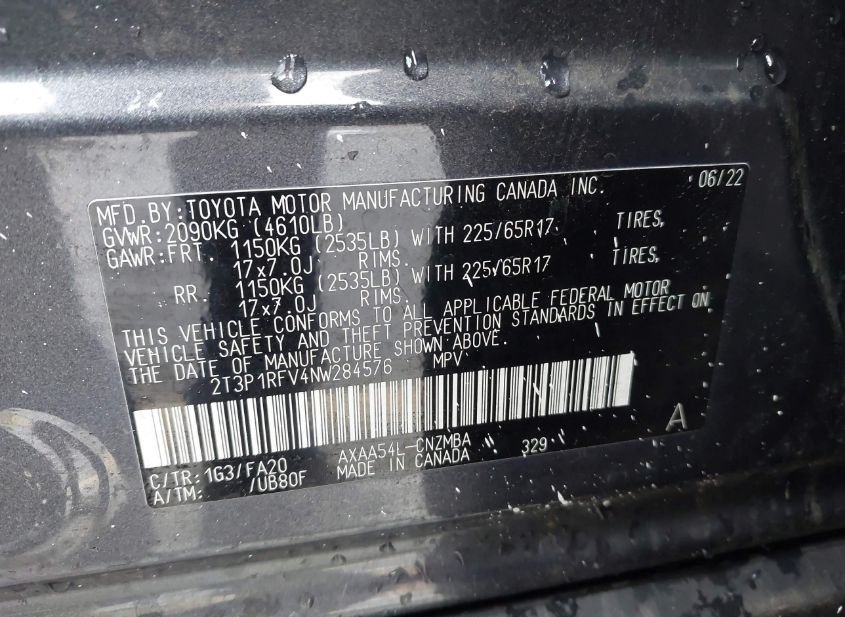 MFD. BY: TOYOTA MOTOR MANUFACTURING CANADA INC. 06/22
GVWR: 2090KG (4610LB)
GAWR: FRT. 1150KG (2535LB) WITH 225/65R17 TIRES,
17x7.0J RIMS.
RR. 1150KG (2535LB) WITH 225/65R17 TIRES,
17x7.0J RIMS.
THIS VEHICLE CONFORMS TO ALL APPLICABLE FEDERAL MOTOR
VEHICLE SAFETY AND THEFT PREVENTION STANDARDS IN EFFECT ON
THE DATE OF MANUFACTURE SHOWN ABOVE.
2T3P1RFV4NW284576 MPV
A
AXAA54L-CNZMBA 329
C/TR: 1G3/FA20 MADE IN CANADA
A/TM: /UB80F